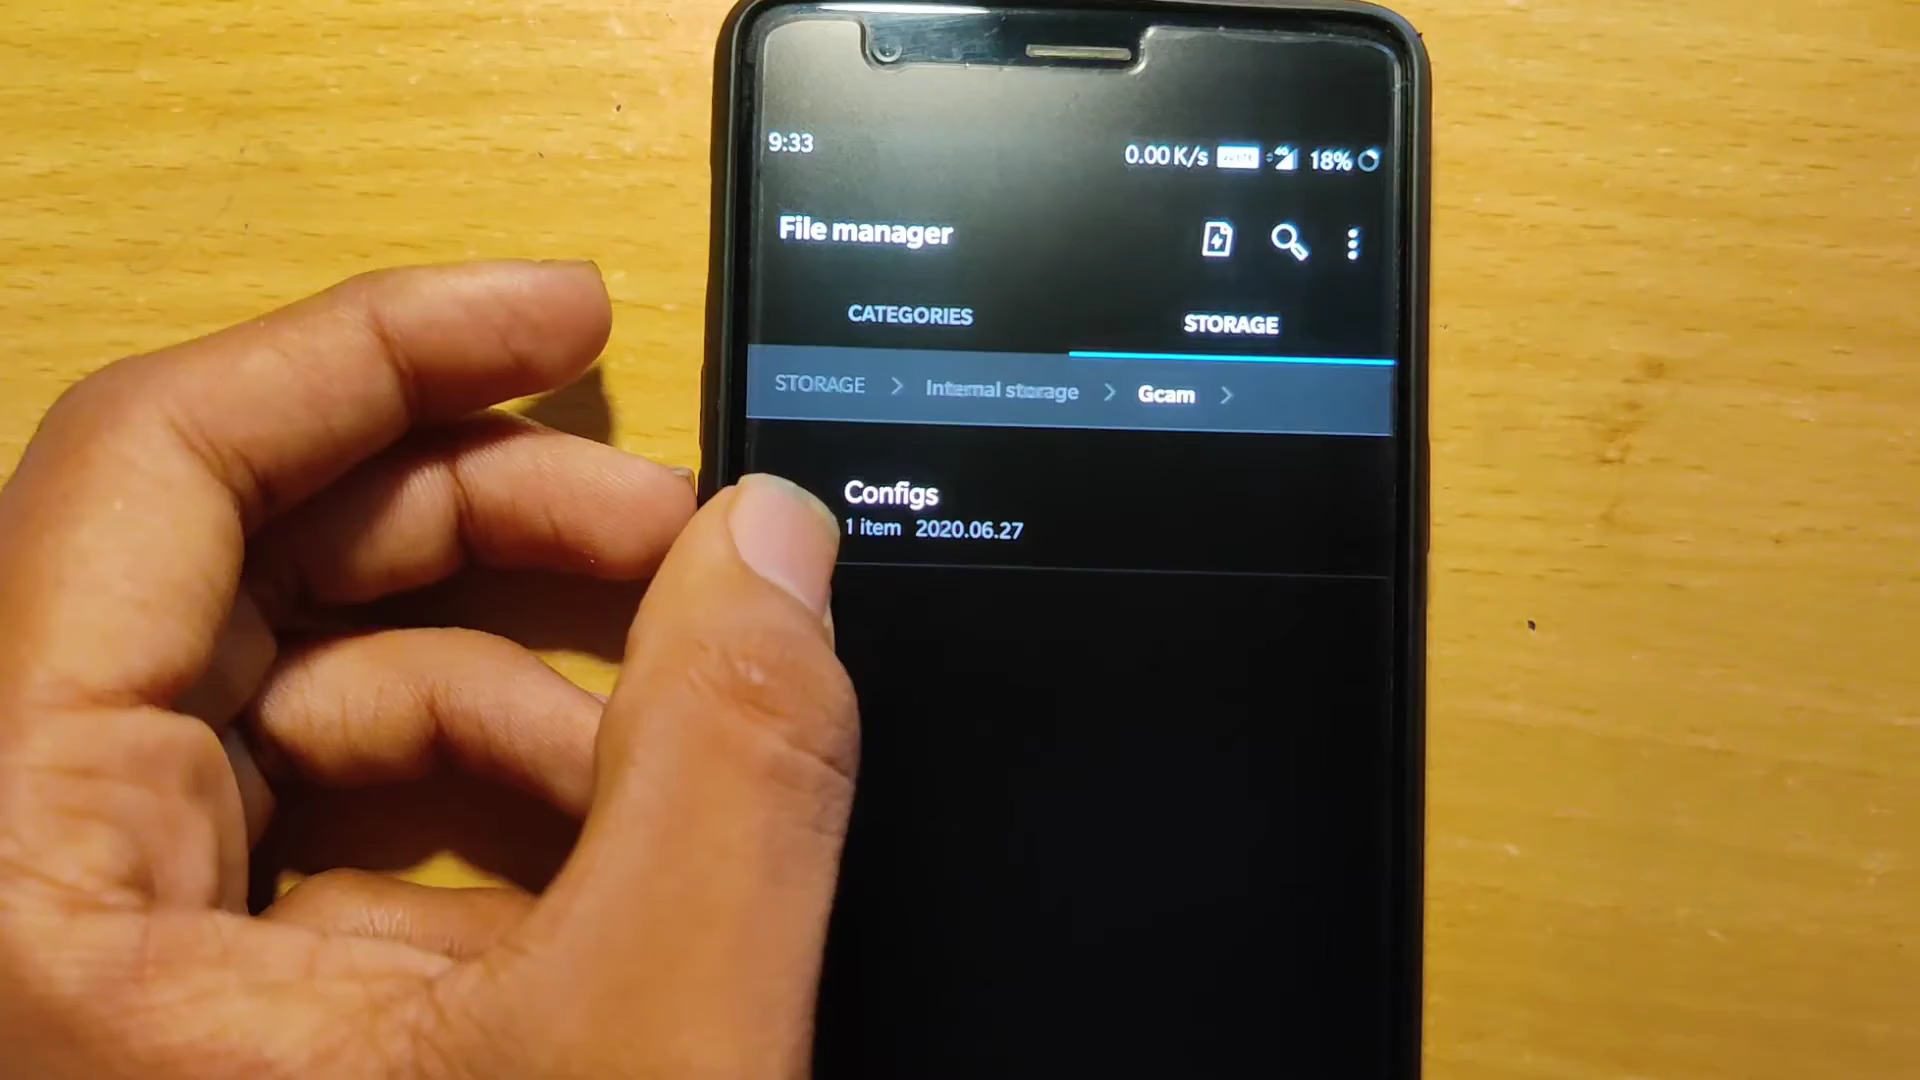 9:33
0.00 K/s 4G 18%
File manager
CATEGORIES
STORAGE
STORAGE > Internal storage > Gcam >
Configs
1 item 2020.06.27